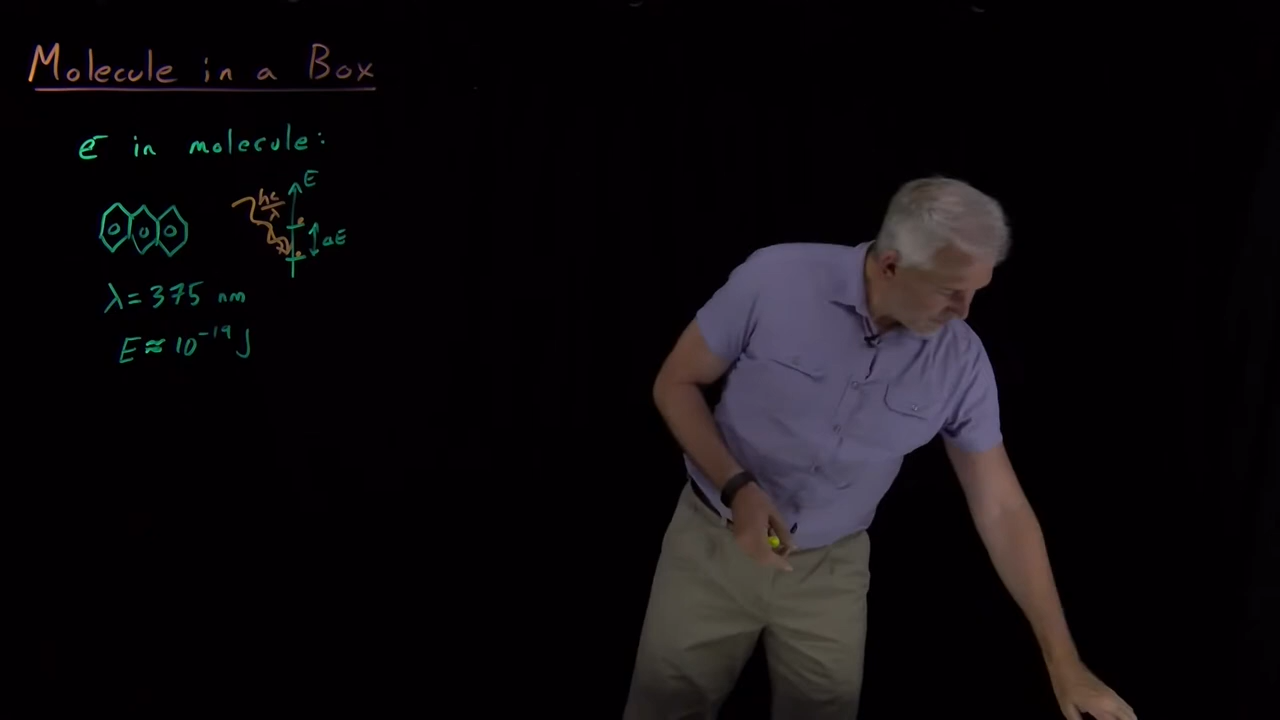 Molecule in a Box
e⁻ in molecule:
hc/λ
E
e
ΔE
e
λ = 375 nm
E ≈ 10⁻¹⁹ J